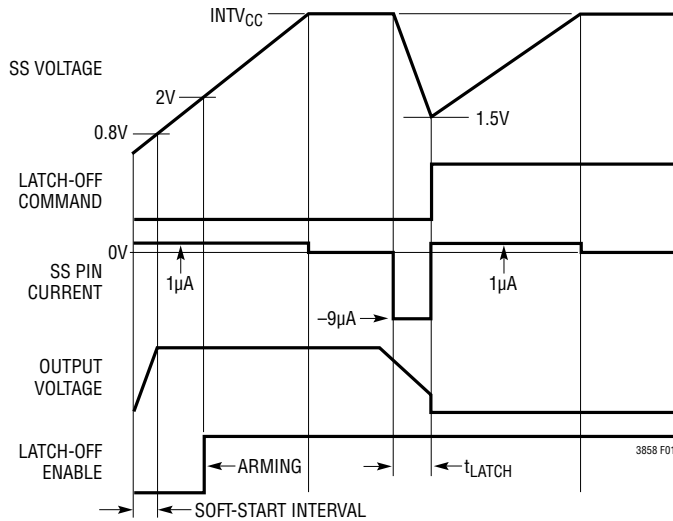 INTVCC
SS VOLTAGE
2V
0.8V
1.5V
LATCH-OFF
COMMAND
0V
SS PIN
CURRENT
1µA
1µA
–9µA
OUTPUT
VOLTAGE
LATCH-OFF
ENABLE
ARMING
tLATCH
3858 F01
SOFT-START INTERVAL